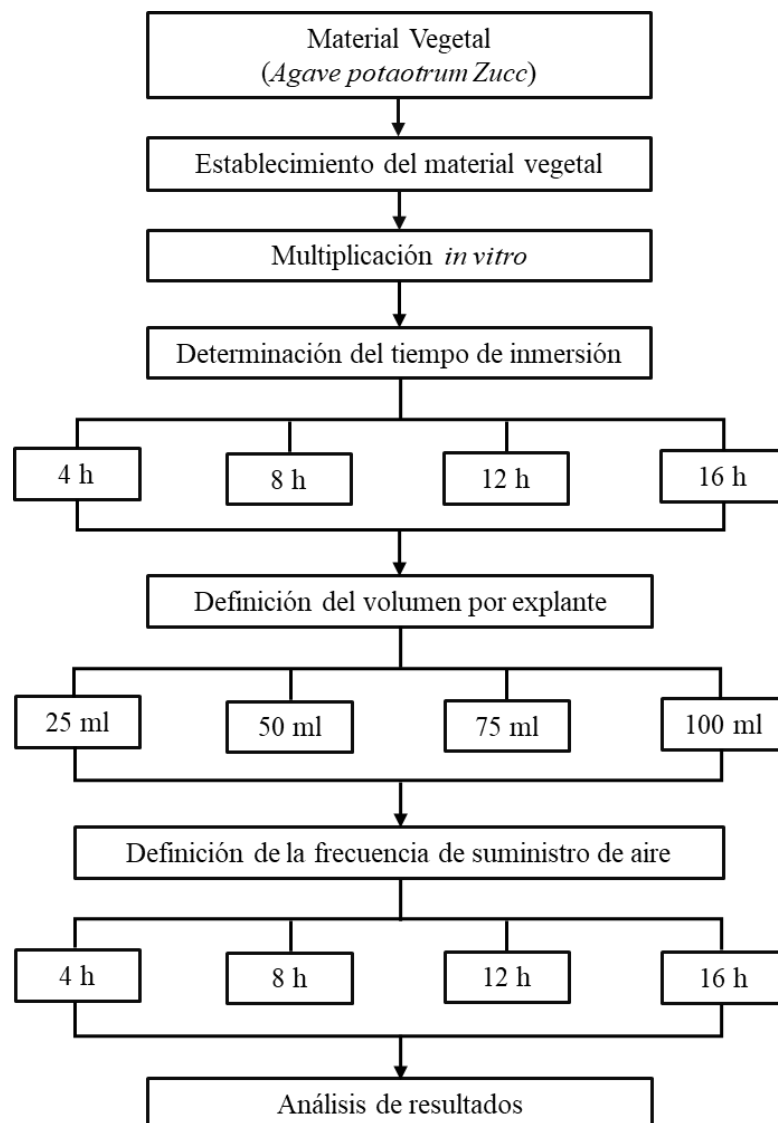 Material Vegetal
(Agave potaotrum Zucc)
Establecimiento del material vegetal
Multiplicación in vitro
Determinación del tiempo de inmersión
4 h
8 h
12 h
16 h
Definición del volumen por explante
25 ml
50 ml
75 ml
100 ml
Definición de la frecuencia de suministro de aire
4 h
8 h
12 h
16 h
Análisis de resultados